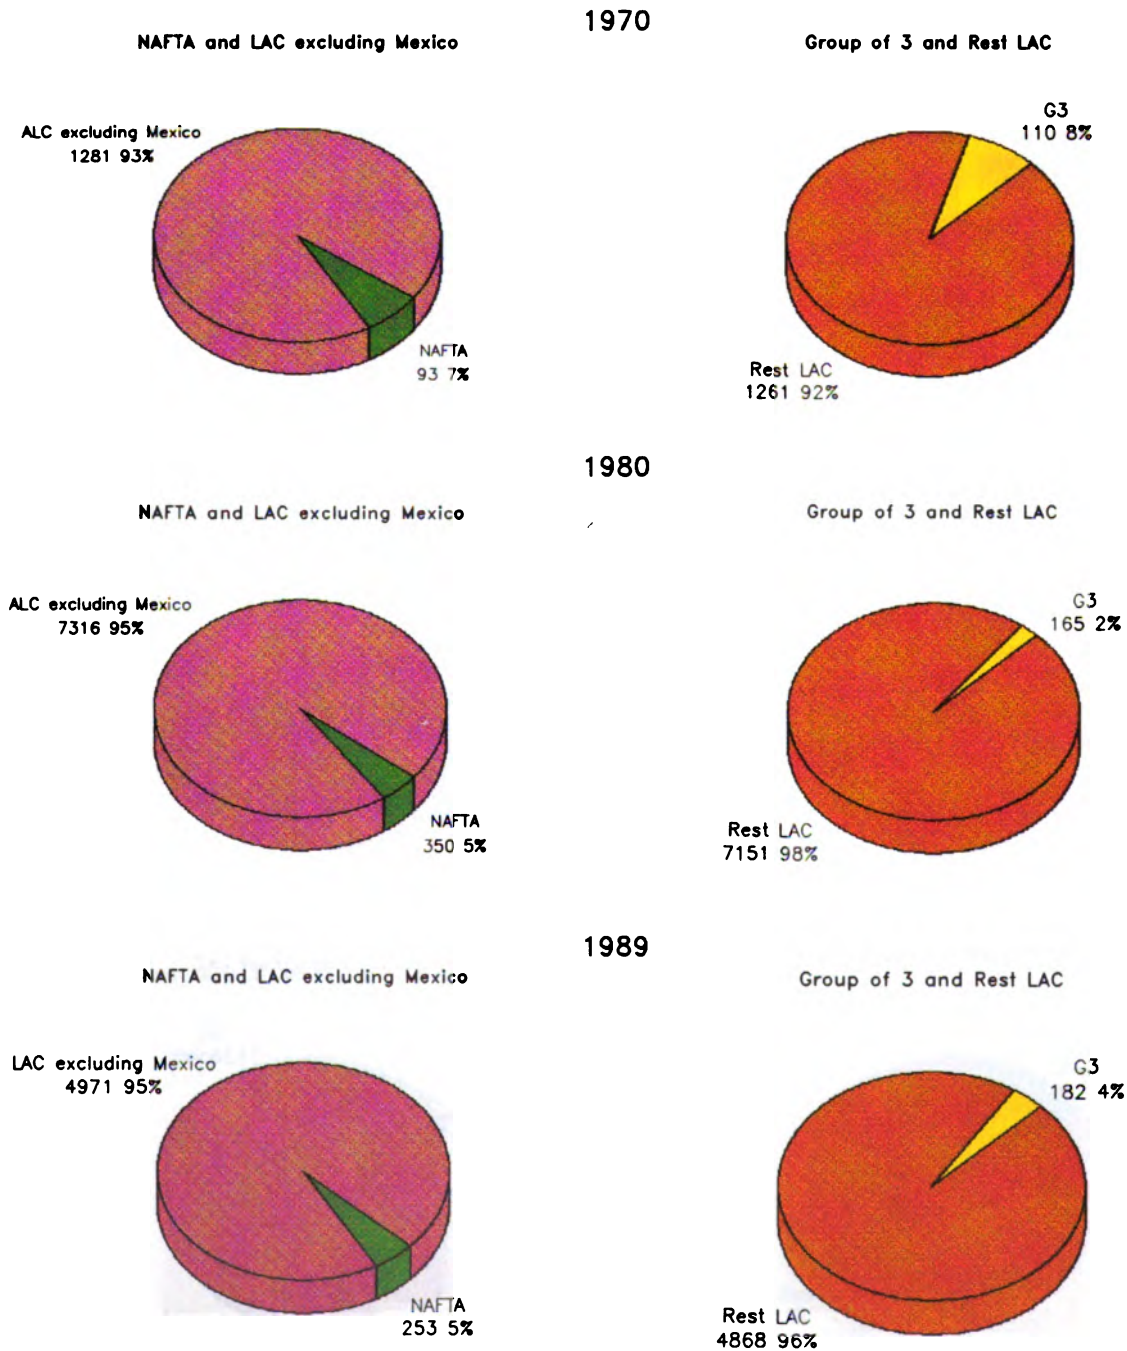 1970
NAFTA and LAC excluding Mexico
ALC excluding Mexico
1281 93%
NAFTA
93 7%
Group of 3 and Rest LAC
G3
110 8%
Rest LAC
1261 92%
1980
NAFTA and LAC excluding Mexico
ALC excluding Mexico
7316 95%
NAFTA
350 5%
Group of 3 and Rest LAC
G3
165 2%
Rest LAC
7151 98%
1989
NAFTA and LAC excluding Mexico
LAC excluding Mexico
4971 95%
NAFTA
253 5%
Group of 3 and Rest LAC
G3
182 4%
Rest LAC
4868 96%